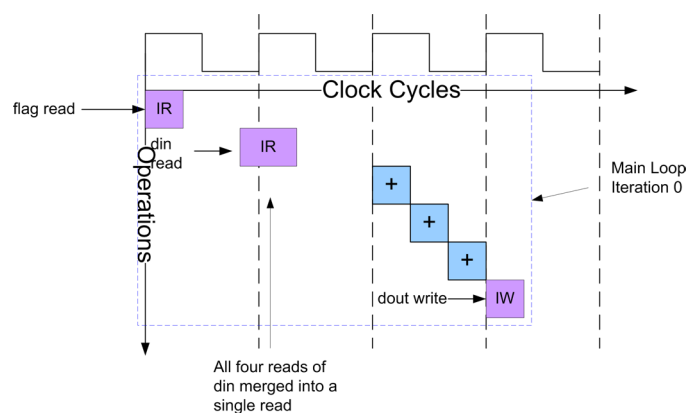 Clock Cycles
flag read
IR
din
read
IR
Operations
+
+
+
Main Loop
Iteration 0
dout write
IW
All four reads of
din merged into a
single read